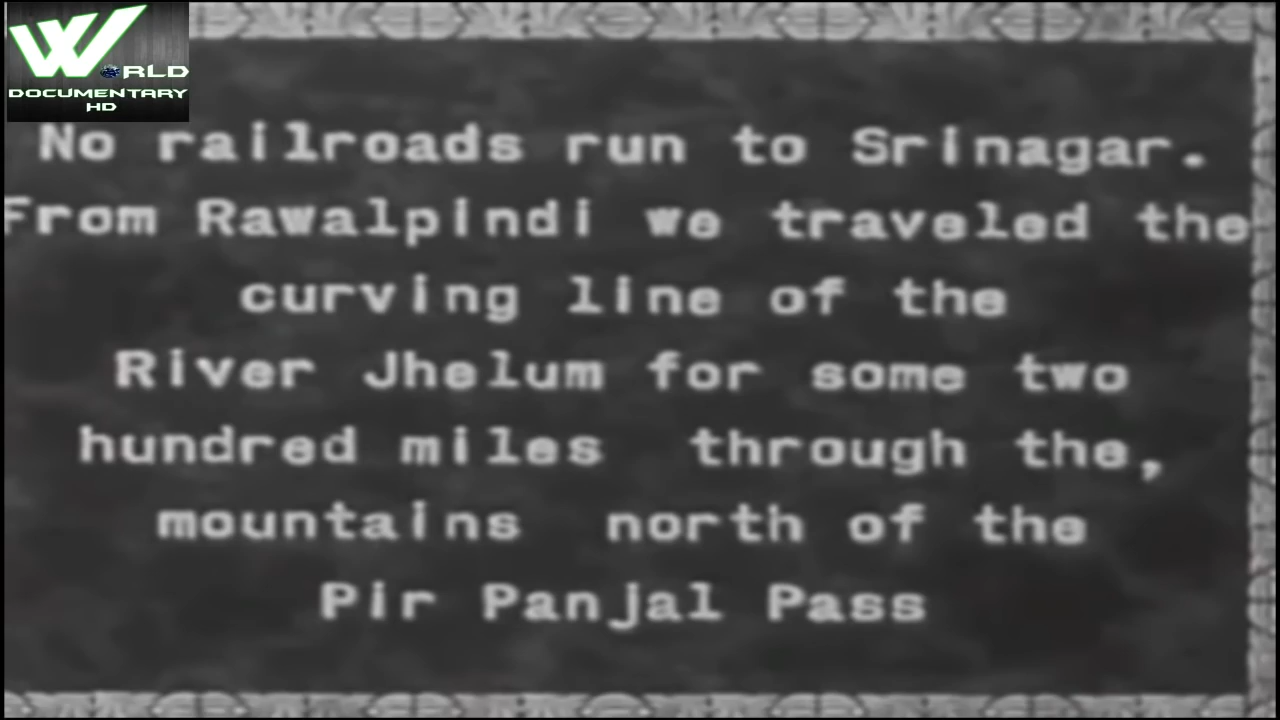 WORLD
DOCUMENTARY
HD
No railroads run to Srinagar.
From Rawalpindi we traveled the
curving line of the
River Jhelum for some two
hundred miles through the,
mountains north of the
Pir Panjal Pass